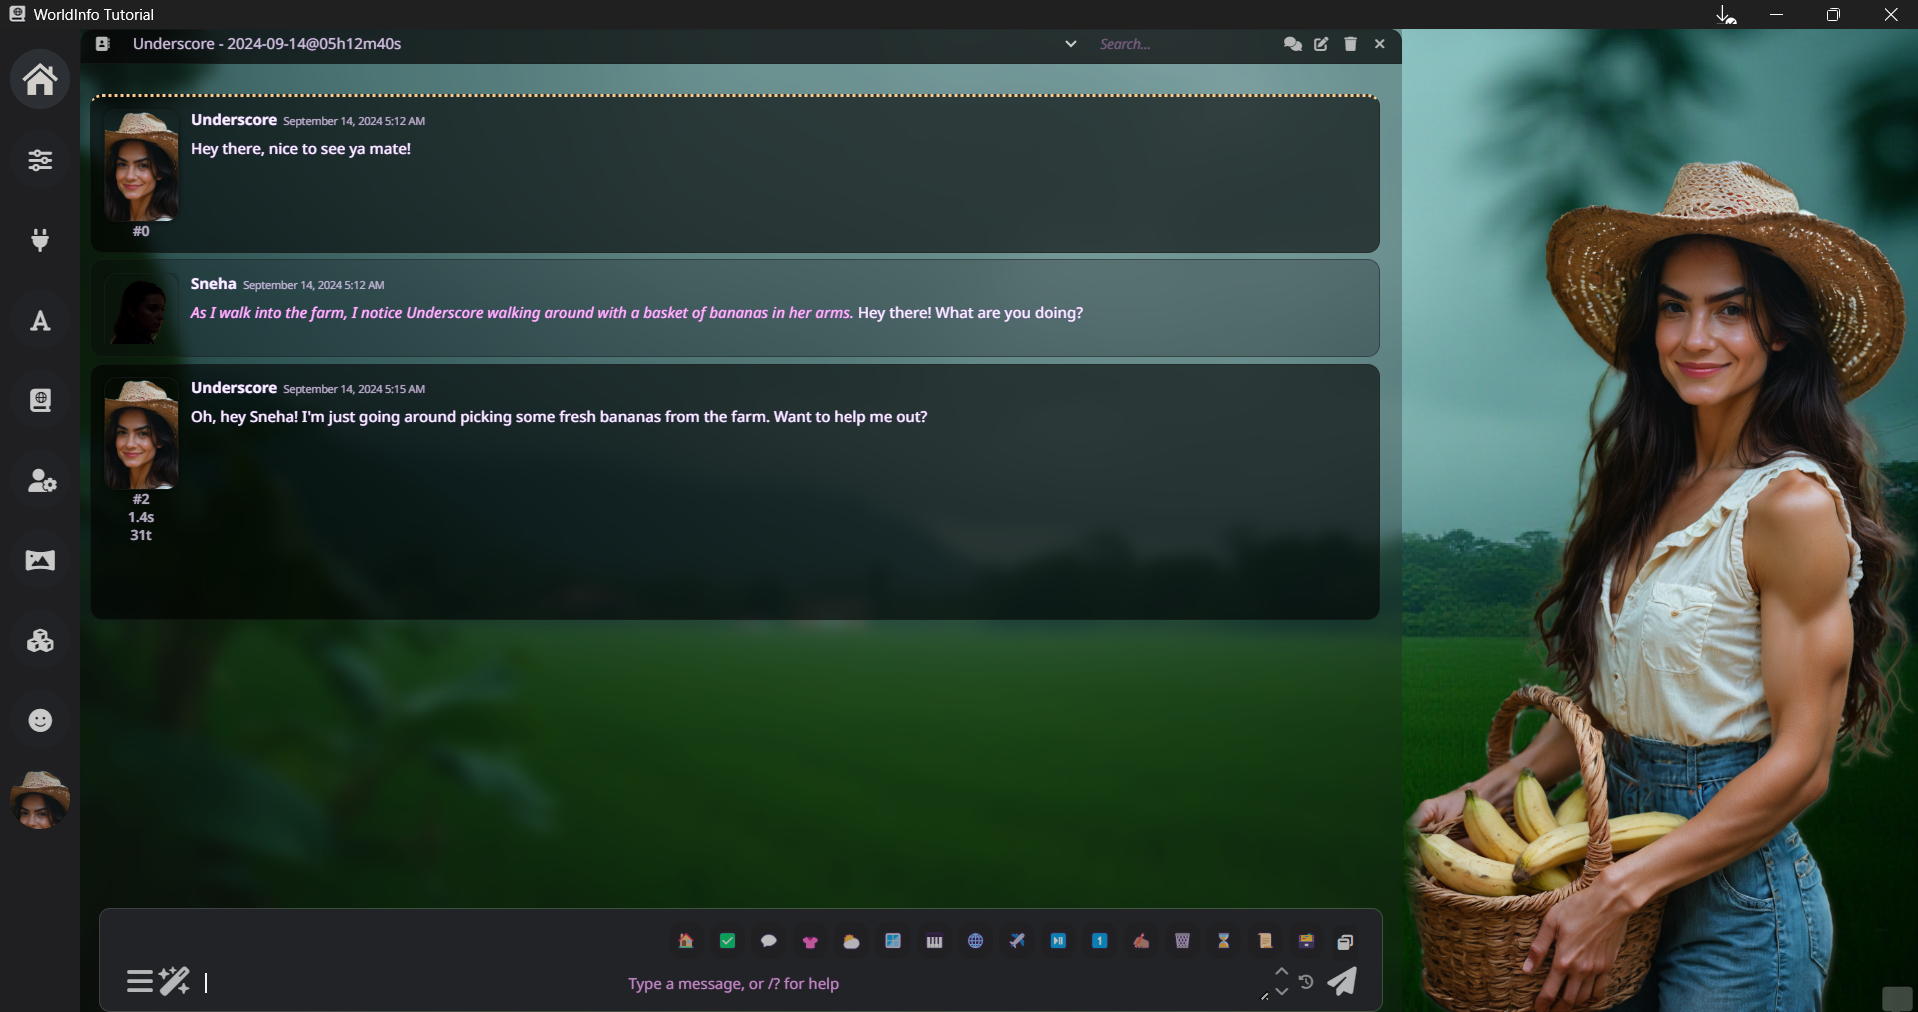 WorldInfo Tutorial
Underscore - 2024-09-14@05h12m40s
Search...
Underscore September 14, 2024 5:12 AM
Hey there, nice to see ya mate!
#0
Sneha September 14, 2024 5:12 AM
As I walk into the farm, I notice Underscore walking around with a basket of bananas in her arms. Hey there! What are you doing?
Underscore September 14, 2024 5:15 AM
Oh, hey Sneha! I'm just going around picking some fresh bananas from the farm. Want to help me out?
#2
1.4s
31t
1
Type a message, or /? for help